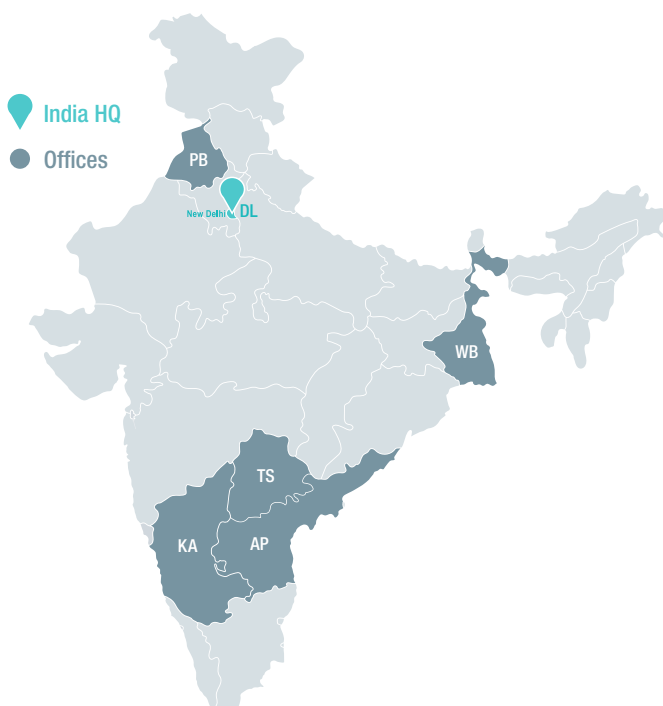 India HQ
Offices
PB
New Delhi DL
WB
TS
KA
AP